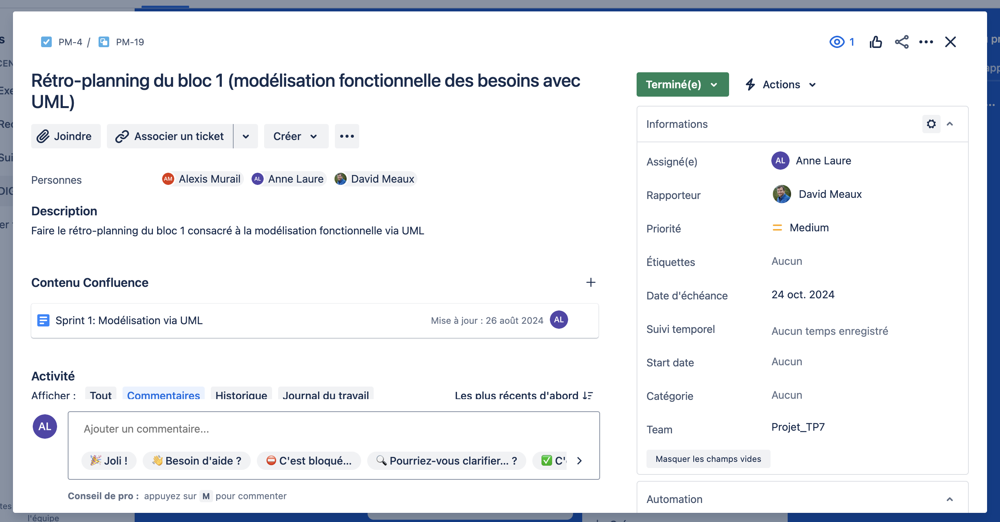 PM-4 / PM-19
1
Rétro-planning du bloc 1 (modélisation fonctionnelle des besoins avec
UML)
Terminé(e)
Actions
Joindre
Associer un ticket
Créer
Personnes
AM Alexis Murail
AL Anne Laure
David Meaux
Description
Faire le rétro-planning du bloc 1 consacré à la modélisation fonctionnelle via UML
Contenu Confluence
Sprint 1: Modélisation via UML
Mise à jour : 26 août 2024
AL
Activité
Afficher :
Tout
Commentaires
Historique
Journal du travail
Les plus récents d'abord
AL
Ajouter un commentaire...
Joli !
Besoin d'aide ?
C'est bloqué...
Pourriez-vous clarifier... ?
Conseil de pro : appuyez sur M pour commenter
Informations
Assigné(e)
AL Anne Laure
Rapporteur
David Meaux
Priorité
Medium
Étiquettes
Aucun
Date d'échéance
24 oct. 2024
Suivi temporel
Aucun temps enregistré
Start date
Aucun
Catégorie
Aucun
Team
Projet_TP7
Masquer les champs vides
Automation
l'équipe